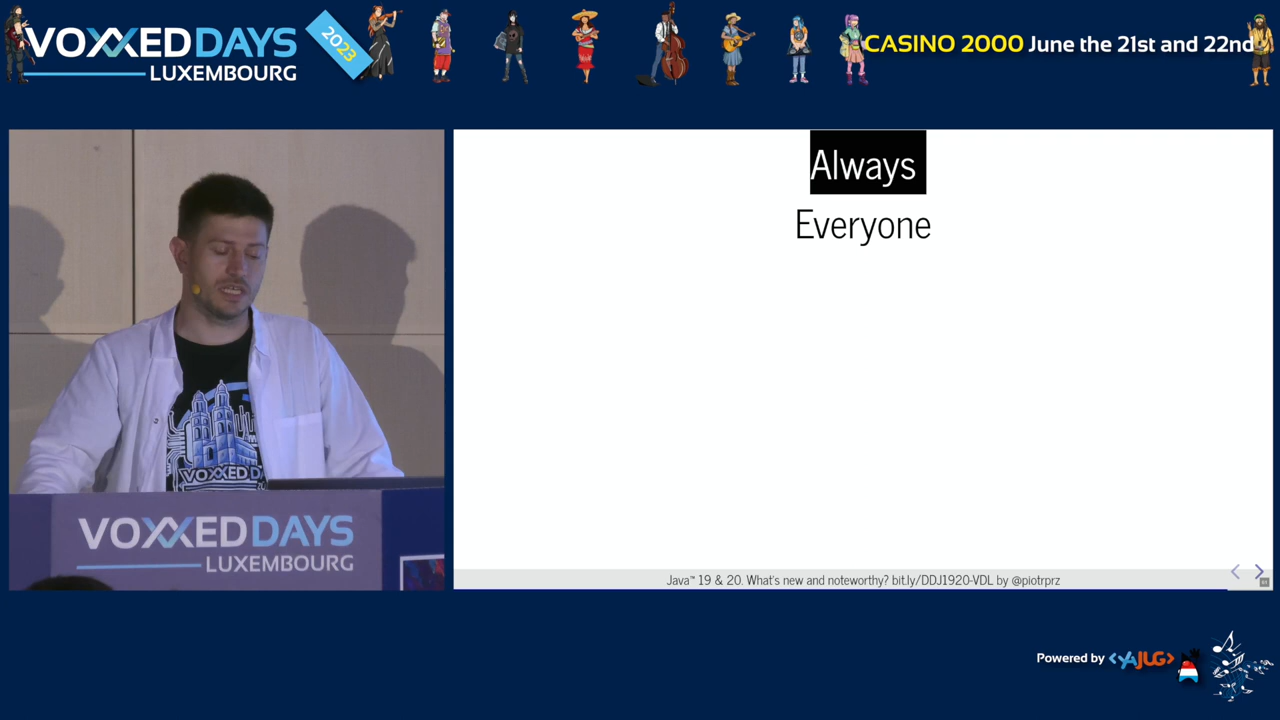 VOXXED DAYS
LUXEMBOURG
2023
CASINO 2000 June the 21st and 22nd
Always
Everyone
VOXXED D
VOXXED DAYS
LUXEMBOURG
Java™ 19 & 20. What's new and noteworthy? bit.ly/DDJ1920-VDL by @piotrprz
Powered by <YAJUG>